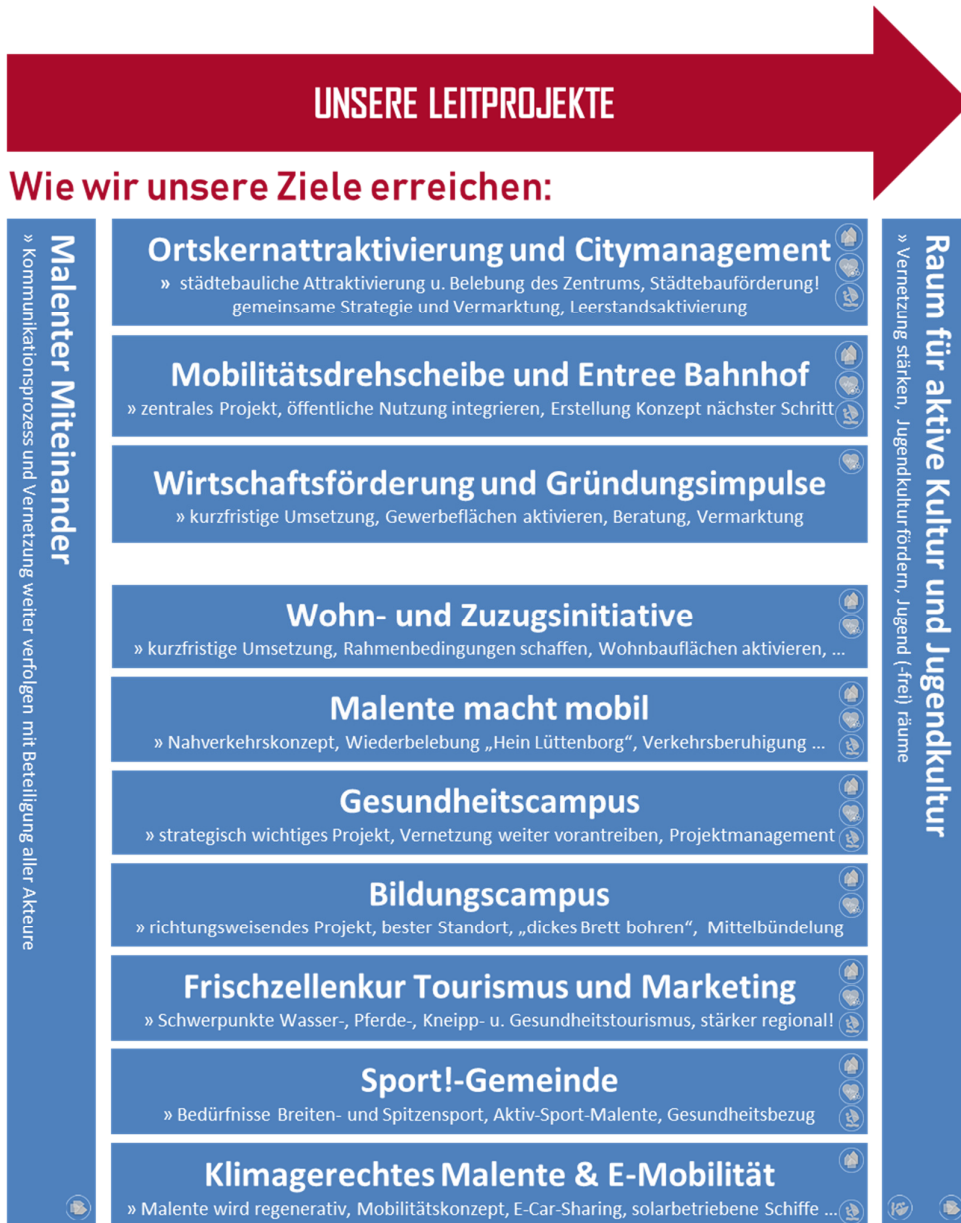 UNSERE LEITPROJEKTE
Wie wir unsere Ziele erreichen:
Malenter Miteinander
» Kommunikationsprozess und Vernetzung weiter verfolgen mit Beteiligung aller Akteure
Ortskernattraktivierung und Citymanagement
» städtebauliche Attraktivierung u. Belebung des Zentrums, Städtebauförderung!
gemeinsame Strategie und Vermarktung, Leerstandsaktivierung
Mobilitätsdrehscheibe und Entree Bahnhof
» zentrales Projekt, öffentliche Nutzung integrieren, Erstellung Konzept nächster Schritt
Wirtschaftsförderung und Gründungsimpulse
» kurzfristige Umsetzung, Gewerbeflächen aktivieren, Beratung, Vermarktung
Wohn- und Zuzugsinitiative
» kurzfristige Umsetzung, Rahmenbedingungen schaffen, Wohnbauflächen aktivieren, ...
Malente macht mobil
» Nahverkehrskonzept, Wiederbelebung „Hein Lüttenborg“, Verkehrsberuhigung ...
Gesundheitscampus
» strategisch wichtiges Projekt, Vernetzung weiter vorantreiben, Projektmanagement
Bildungscampus
» richtungsweisendes Projekt, bester Standort, „dickes Brett bohren“, Mittelbündelung
Frischzellenkur Tourismus und Marketing
» Schwerpunkte Wasser-, Pferde-, Kneipp- u. Gesundheitstourismus, stärker regional!
Sport!-Gemeinde
» Bedürfnisse Breiten- und Spitzensport, Aktiv-Sport-Malente, Gesundheitsbezug
Klimagerechtes Malente & E-Mobilität
» Malente wird regenerativ, Mobilitätskonzept, E-Car-Sharing, solarbetriebene Schiffe ...
Raum für aktive Kultur und Jugendkultur
» Vernetzung stärken, Jugendkultur fördern, Jugend (-frei) räume